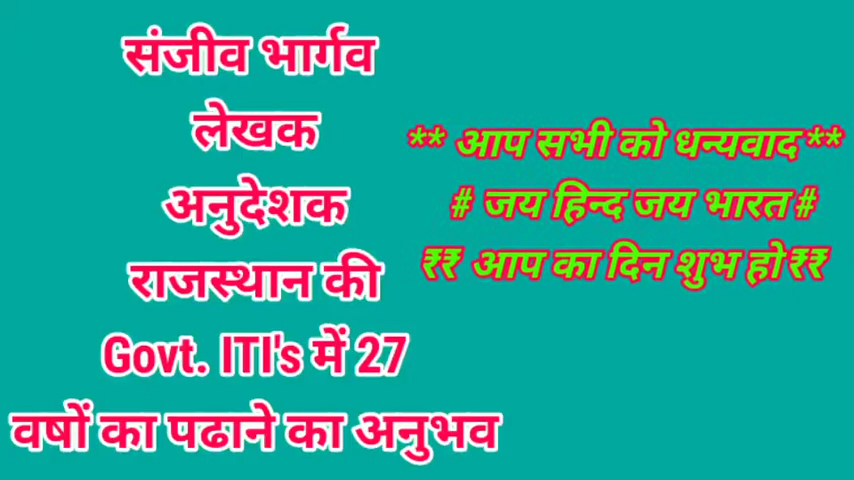 संजीव भार्गव
लेखक
अनुदेशक
राजस्थान की
Govt. ITI's में 27
वर्षो का पढाने का अनुभव
** आप सभी को धन्यवाद **
# जय हिन्द जय भारत #
₹₹ आप का दिन शुभ हो ₹₹